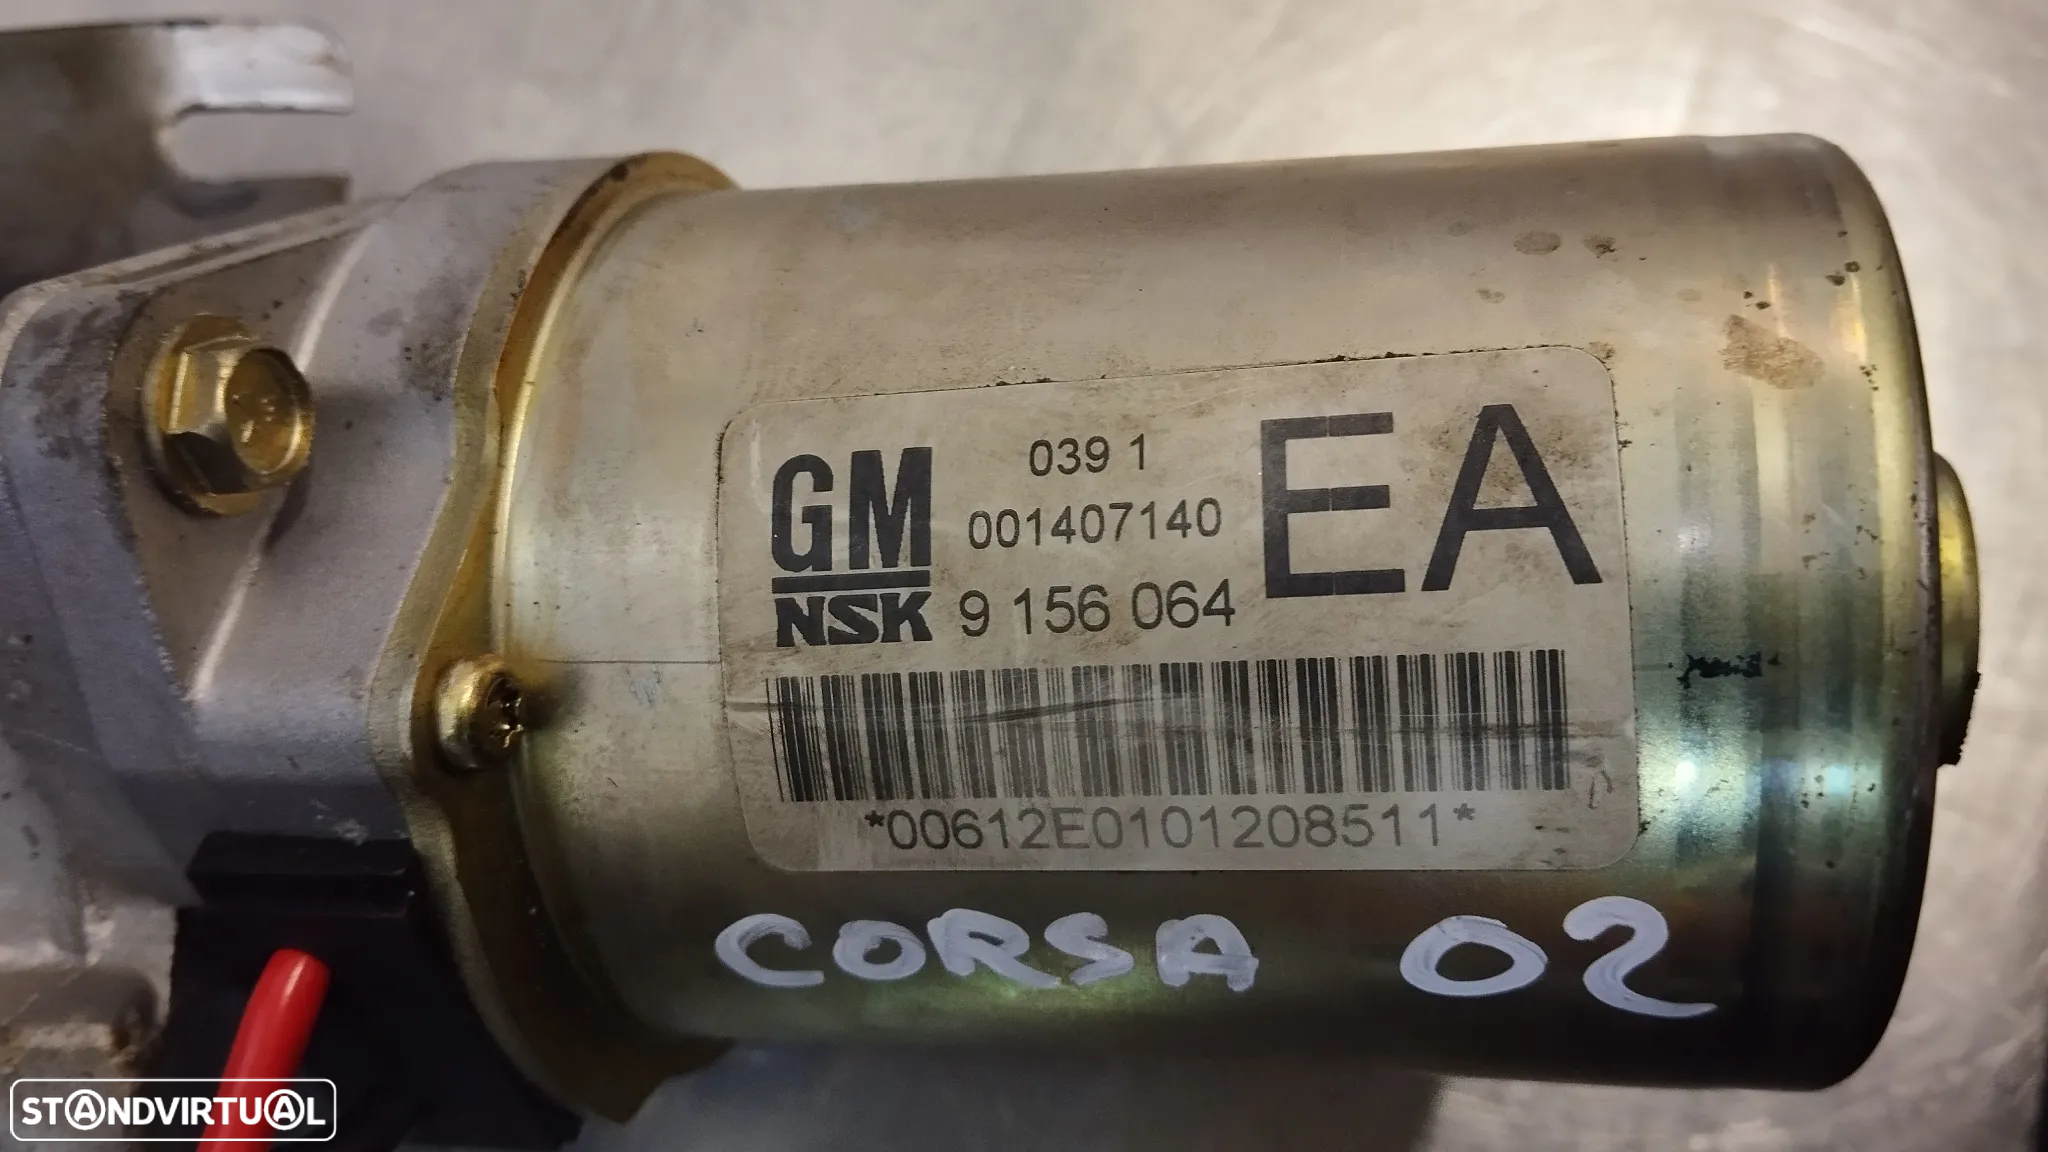 GM
NSK
039 1
001407140
9 156 064
EA
*00612E0101208511*
CORSA 02
STANDVIRTUAL